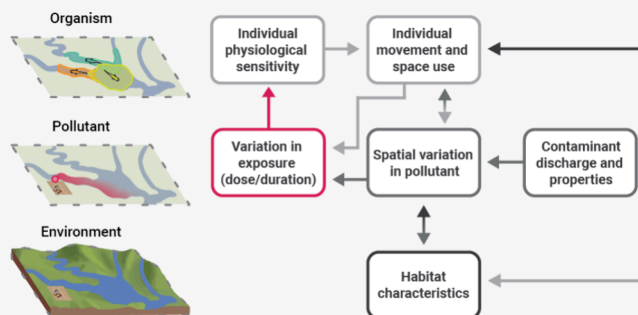 Organism
Individual
physiological
sensitivity
Individual
movement and
space use
Pollutant
Variation in
exposure
(dose/duration)
Spatial variation
in pollutant
Contaminant
discharge and
properties
Environment
Habitat
characteristics